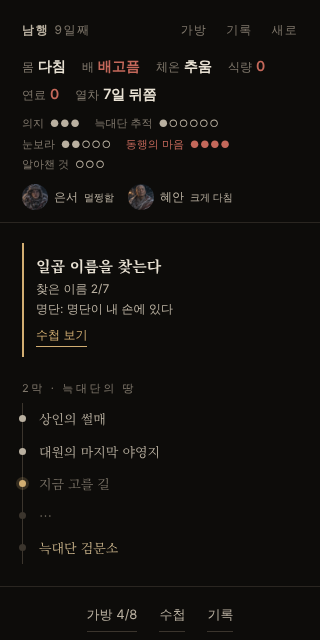 남행 9일째 가방 기록 새로
몸 다침 배 배고픔 체온 추움 식량 0
연료 0 열차 7일 뒤쯤
의지 ●●● 늑대단 추적 ●○○○○○
눈보라 ●●○○○ 동행의 마음 ●●●●
알아챈 것 ○○○
은서 멀쩡함 혜안 크게 다침
일곱 이름을 찾는다
찾은 이름 2/7
명단: 명단이 내 손에 있다
수첩 보기
2막 · 늑대단의 땅
상인의 썰매
대원의 마지막 야영지
지금 고를 길
...
늑대단 검문소
가방 4/8 수첩 기록